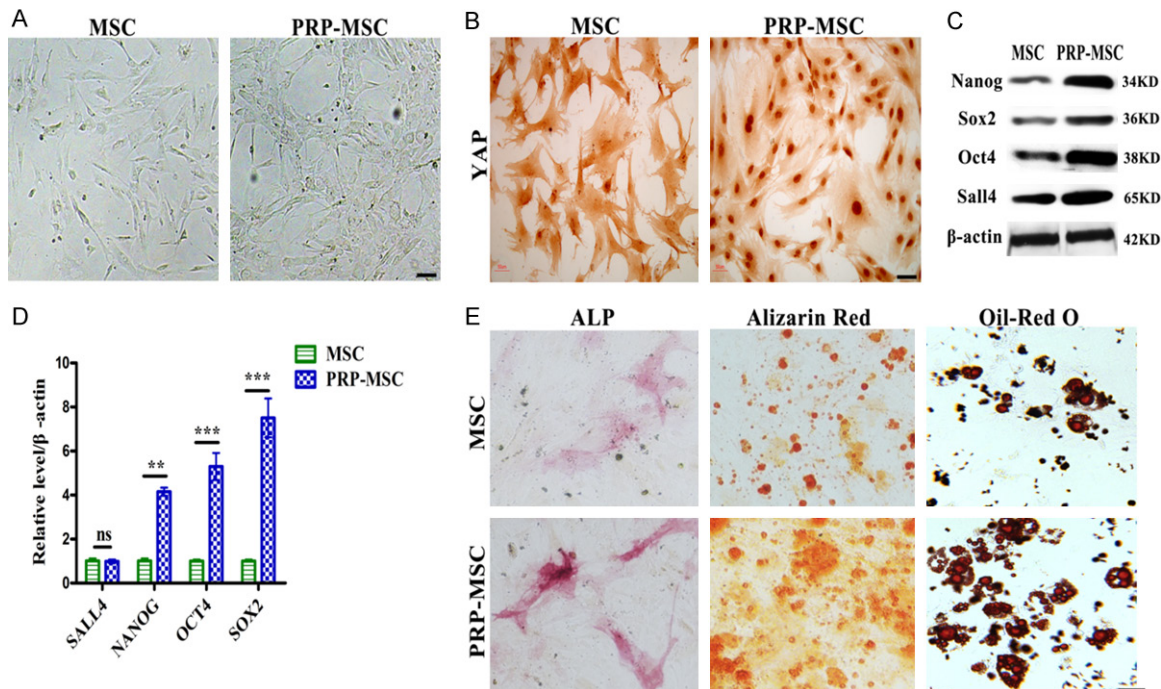 A
MSC
PRP-MSC
B
MSC
PRP-MSC
YAP
C
MSC PRP-MSC
Nanog 34KD
Sox2 36KD
Oct4 38KD
Sall4 65KD
β-actin 42KD
D
Relative level/β -actin
10
8
6
4
2
0
MSC
PRP-MSC
ns
**
***
***
SALL4
NANOG
OCT4
SOX2
E
ALP
Alizarin Red
Oil-Red O
MSC
PRP-MSC